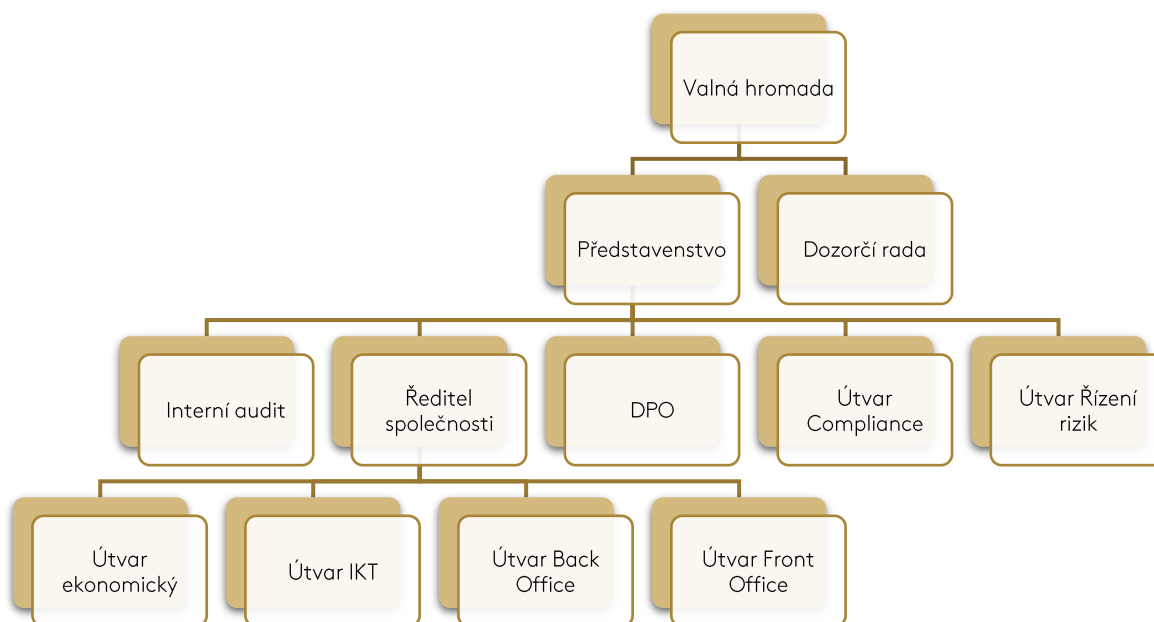 Valná hromada
Představenstvo
Dozorčí rada
Interní audit
Ředitel
společnosti
DPO
Útvar
Compliance
Útvar Řízení
rizik
Útvar
ekonomický
Útvar IKT
Útvar Back
Office
Útvar Front
Office